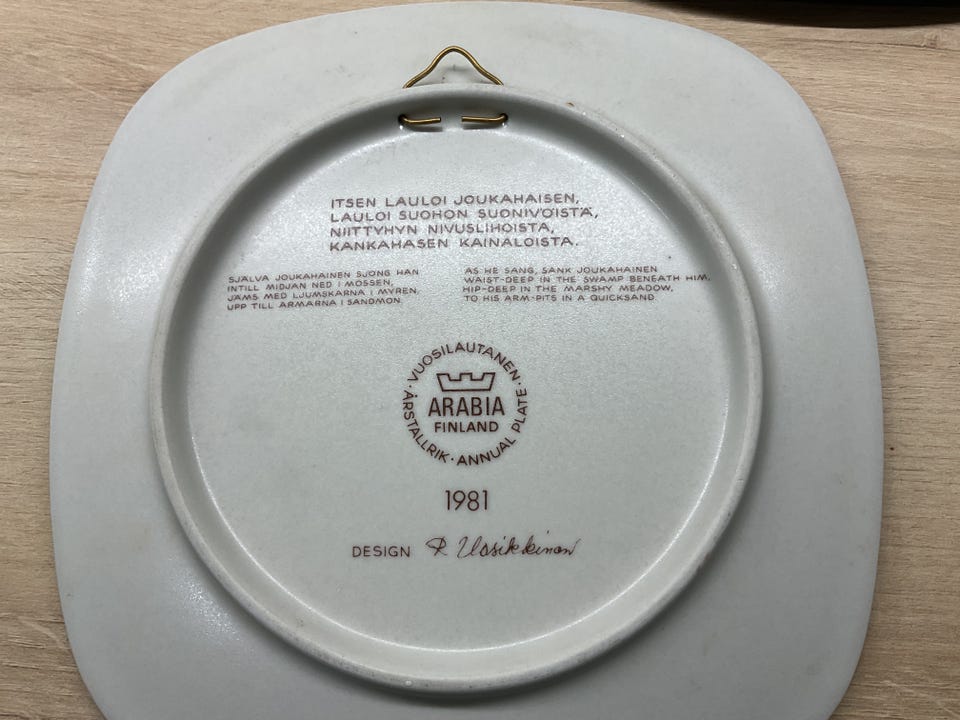 ITSEN LAULOI JOUKAHAISEN,
LAULOI SUOHON SUONIVÖISTÄ,
NIITTYHYN NIVUSLIHOISTA,
KANKAHASEN KAINALOISTA.
SJÄLVA JOUKAHAINEN SJÖNG HAN
INTILL MIDJAN NED I MOSSEN,
JÄMS MED LJUMSKARNA I MYREN,
UPP TILL ARMARNA I SANDMON.
AS HE SANG, SANK JOUKAHAINEN
WAIST-DEEP IN THE SWAMP BENEATH HIM,
HIP-DEEP IN THE MARSHY MEADOW,
TO HIS ARM-PITS IN A QUICKSAND.
VUOSILAUTANEN · ANNUAL PLATE · ÅRSTALLRIK ·
ARABIA
FINLAND
1981
DESIGN R. Uosikkinen